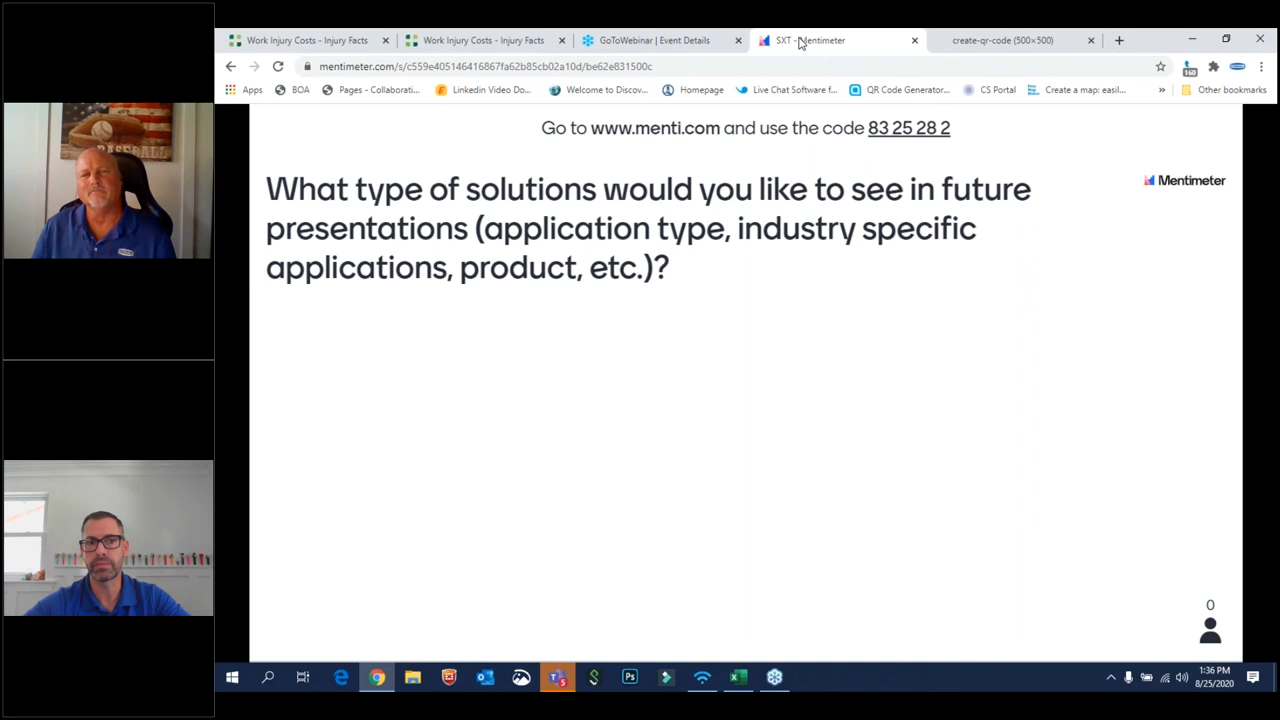 BASEBALL
Work Injury Costs - Injury Facts
Work Injury Costs - Injury Facts
GoToWebinar | Event Details
SXT - Mentimeter
create-qr-code (500×500)
mentimeter.com/s/c559e405146416867fa62b85cb02a10d/be62e831500c
160
Apps
BOA
Pages - Collaborati...
Linkedin Video Do...
Welcome to Discov...
Homepage
Live Chat Software f...
QR Code Generator...
CS Portal
Create a map: easil...
»
Other bookmarks
Go to www.menti.com and use the code 83 25 28 2
What type of solutions would you like to see in future
presentations (application type, industry specific
applications, product, etc.)?
Mentimeter
0
Ps
S
1:36 PM
8/25/2020